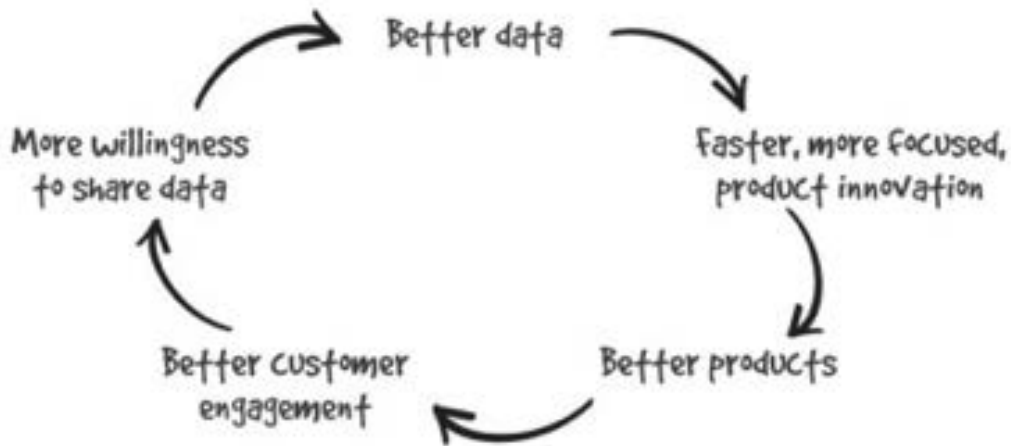 Better data
More willingness
to share data
Faster, more focused,
product innovation
Better customer
engagement
Better products